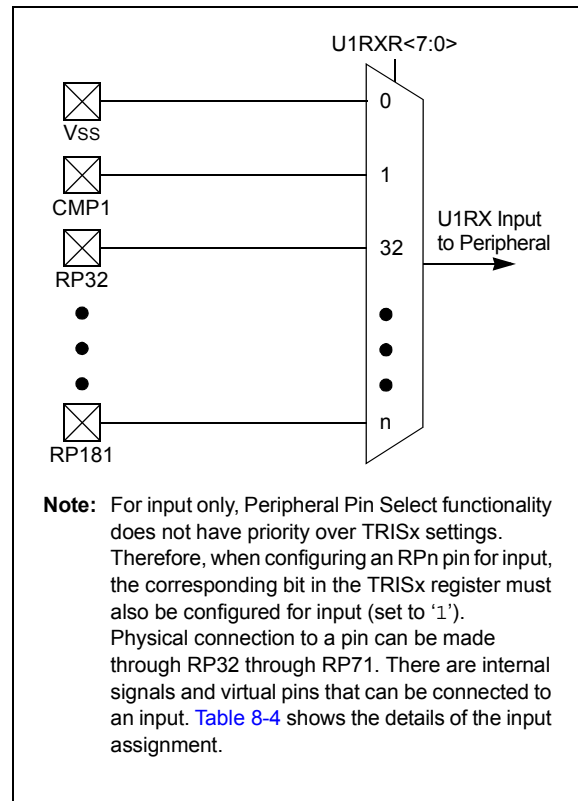 U1RXR<7:0>
0
Vss
1
CMP1
U1RX Input
to Peripheral
32
RP32
n
RP181
Note: For input only, Peripheral Pin Select functionality
does not have priority over TRISx settings.
Therefore, when configuring an RPn pin for input,
the corresponding bit in the TRISx register must
also be configured for input (set to ‘1’).
Physical connection to a pin can be made
through RP32 through RP71. There are internal
signals and virtual pins that can be connected to
an input. Table 8-4 shows the details of the input
assignment.